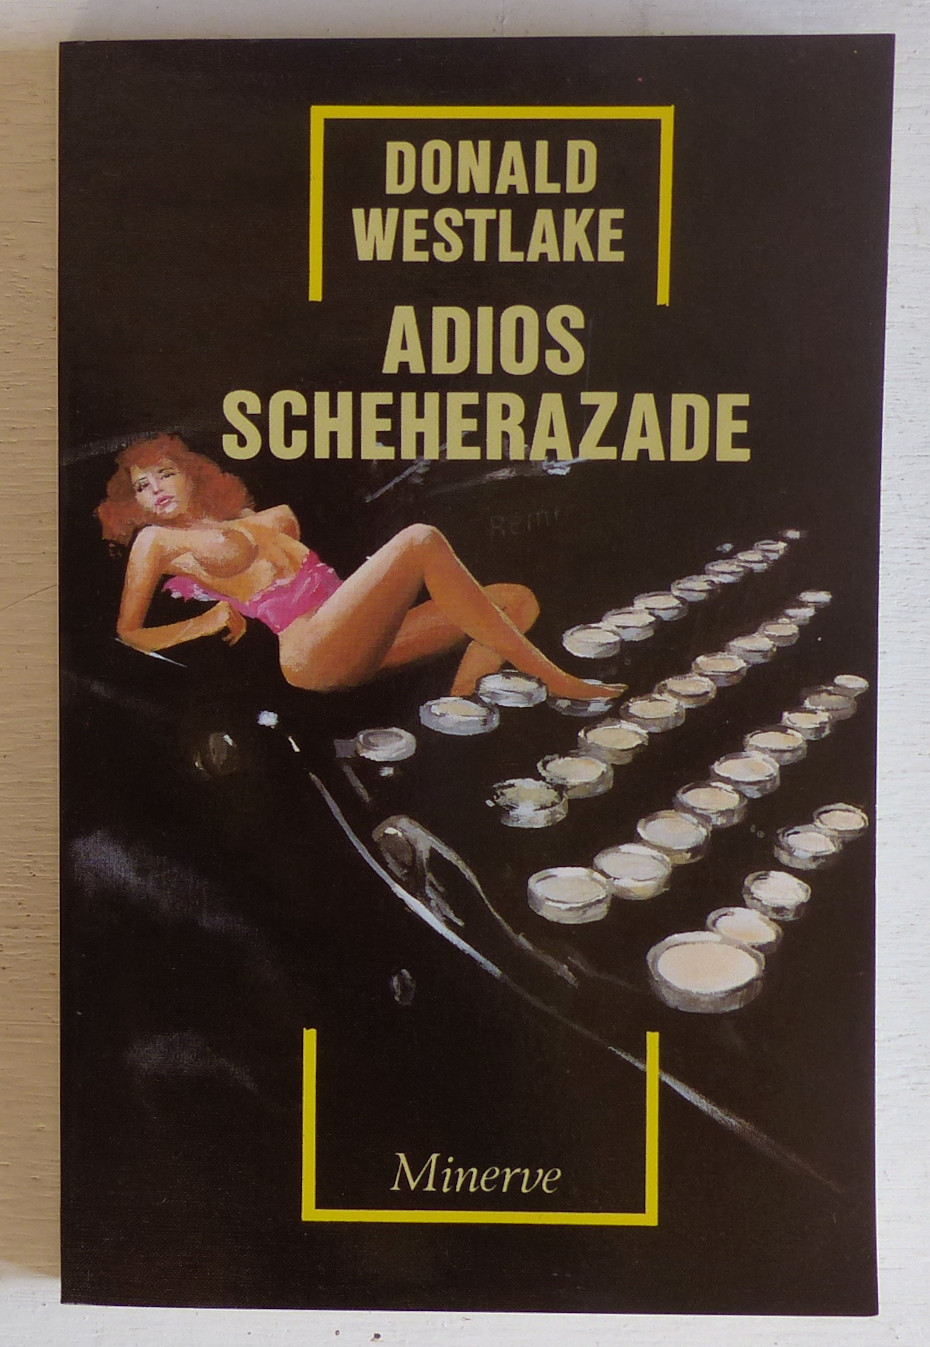 DONALD
WESTLAKE
ADIOS
SCHEHERAZADE
Minerve